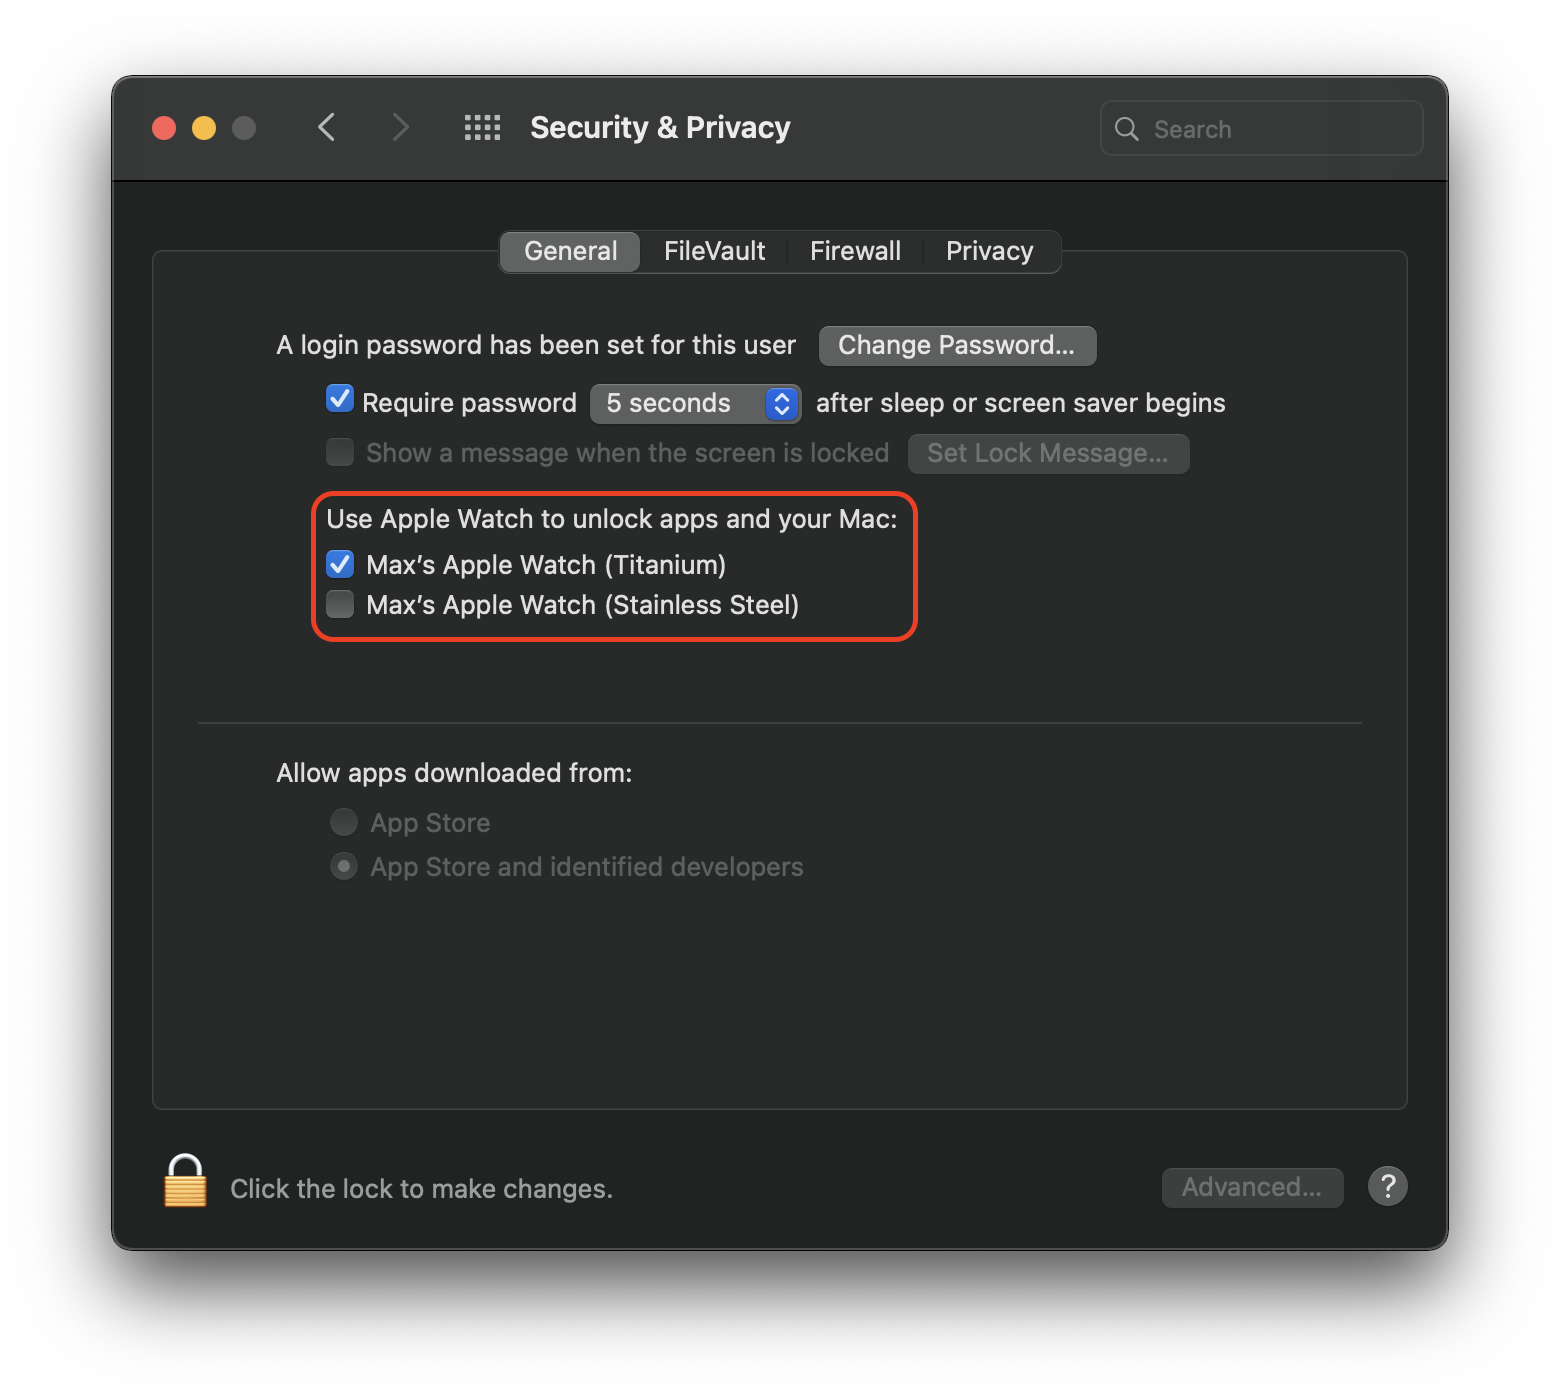 Security & Privacy
Search
General
FileVault
Firewall
Privacy
A login password has been set for this user Change Password...
Require password 5 seconds after sleep or screen saver begins
Show a message when the screen is locked Set Lock Message...
Use Apple Watch to unlock apps and your Mac:
Max’s Apple Watch (Titanium)
Max’s Apple Watch (Stainless Steel)
Allow apps downloaded from:
App Store
App Store and identified developers
Click the lock to make changes.
Advanced...
?